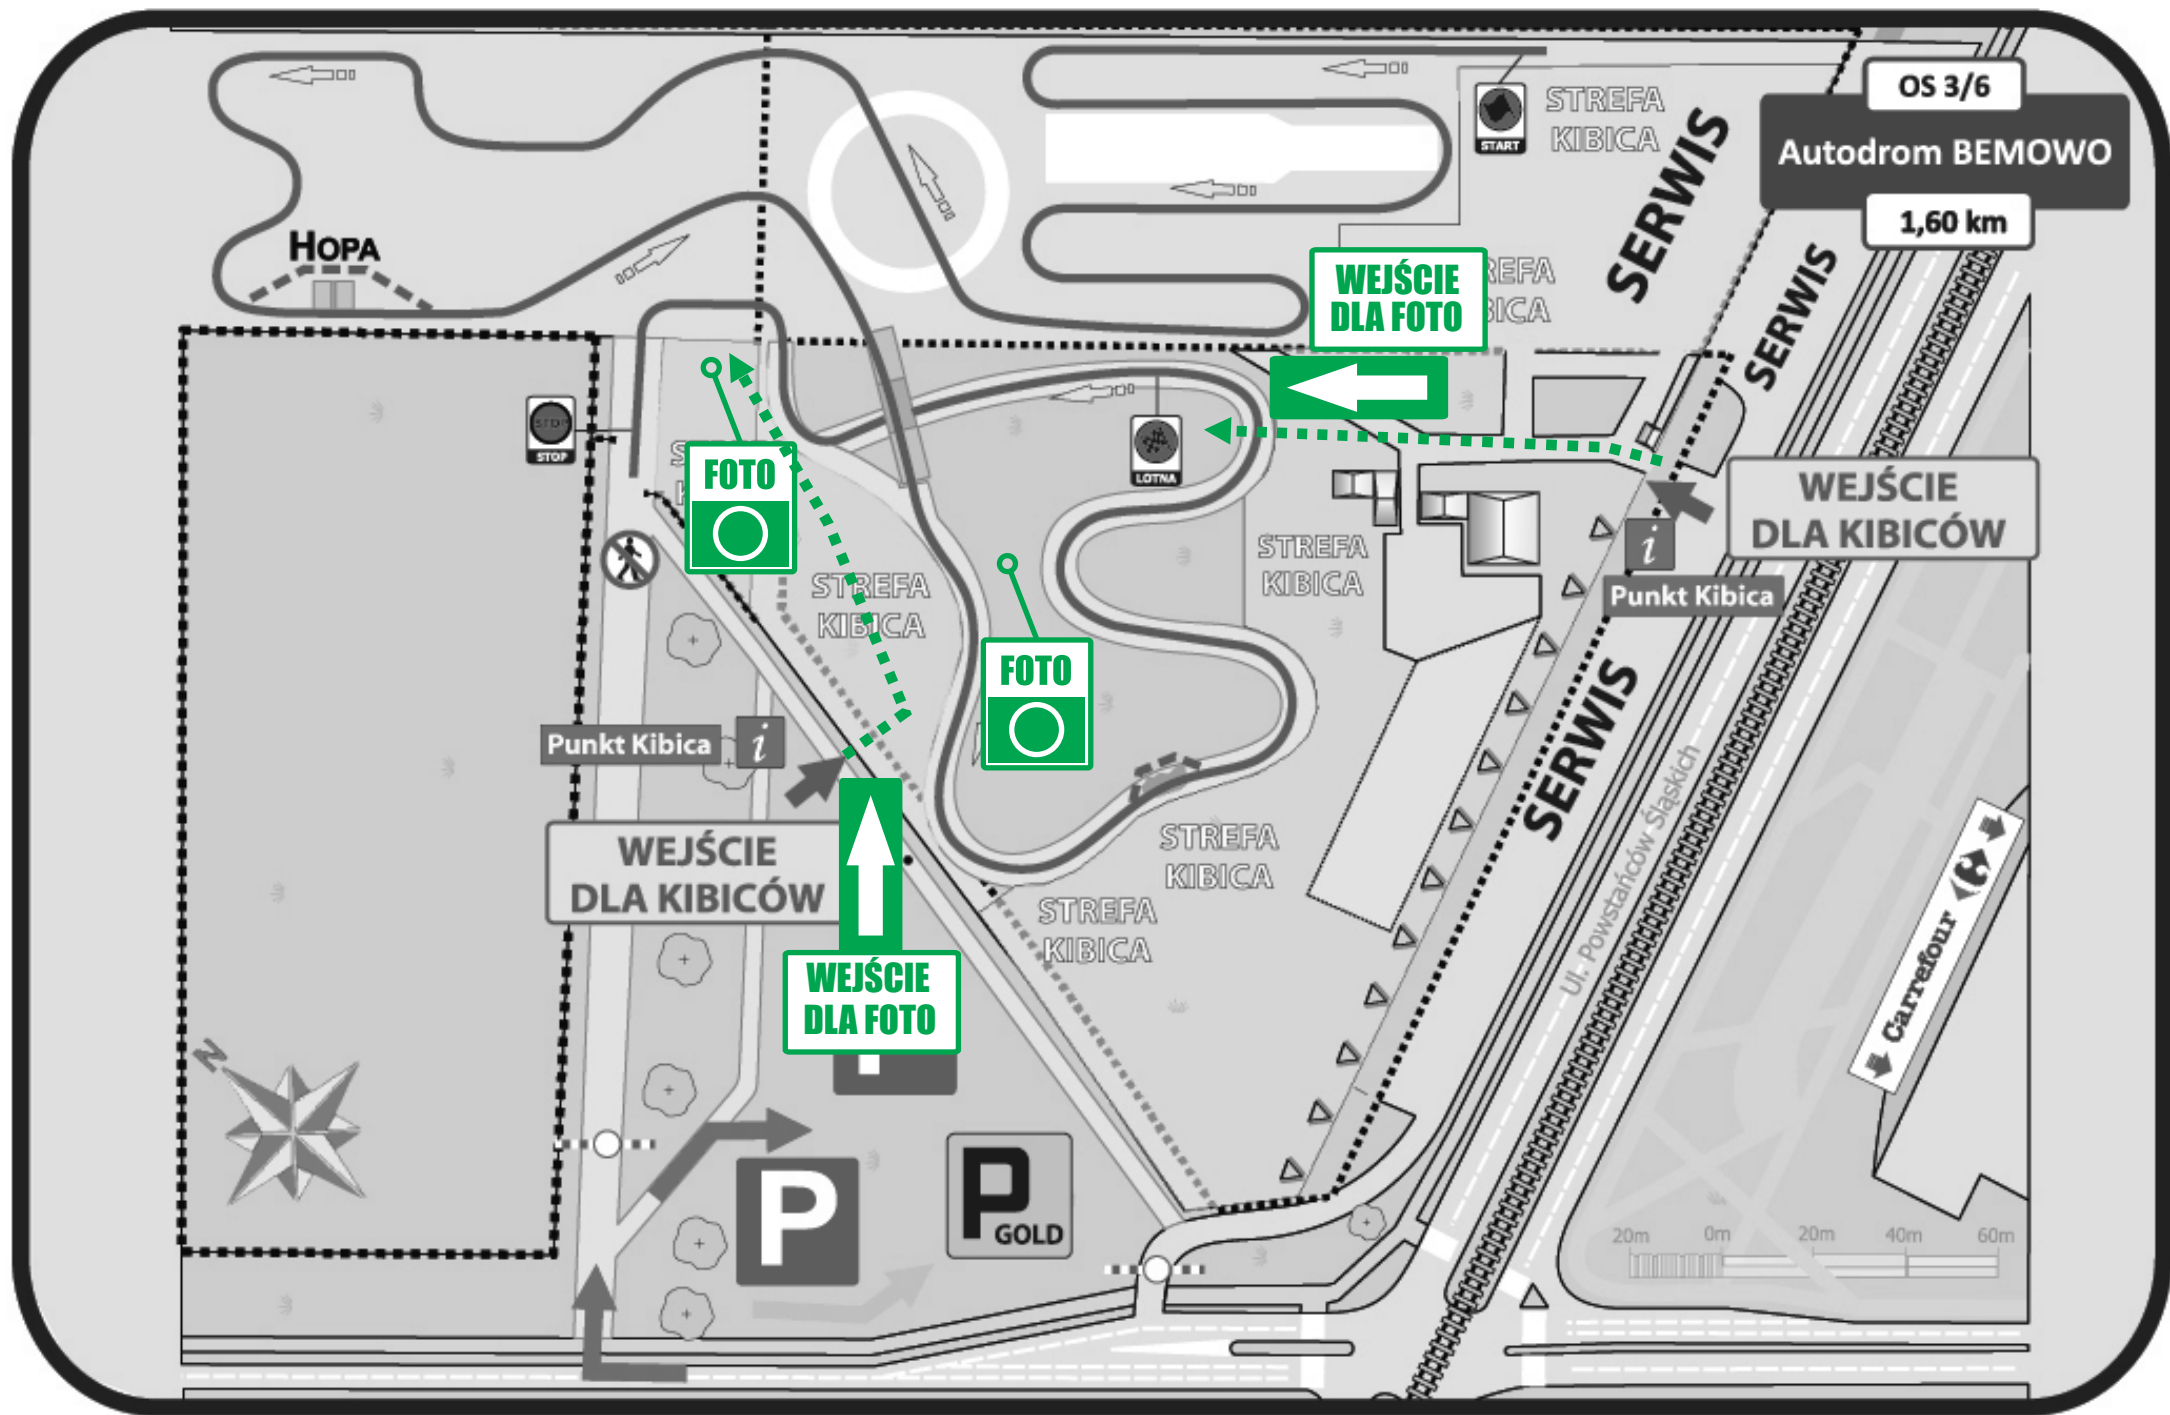 OS 3/6
Autodrom BEMOWO
1,60 km
START
STREFA
KIBICA
SERWIS
SERWIS
HOPA
WEJŚCIE
DLA FOTO
STOP
STOP
LOTNA
FOTO
WEJŚCIE
DLA KIBICÓW
i
Punkt Kibica
STREFA
KIBICA
STREFA
KIBICA
FOTO
SERWIS
Punkt Kibica
i
Ul. Powstańców Śląskich
WEJŚCIE
DLA KIBICÓW
STREFA
KIBICA
STREFA
KIBICA
Carrefour
WEJŚCIE
DLA FOTO
N
P
P
GOLD
20m 0m 20m 40m 60m